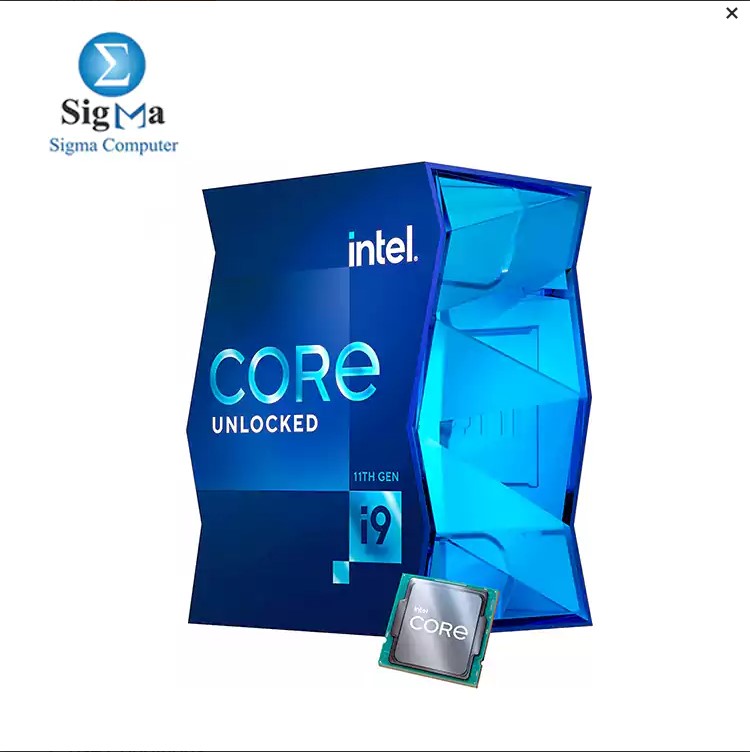 Σ
SigMa
Sigma Computer
intel.
CORE
UNLOCKED
11TH GEN
i9
intel
CORE